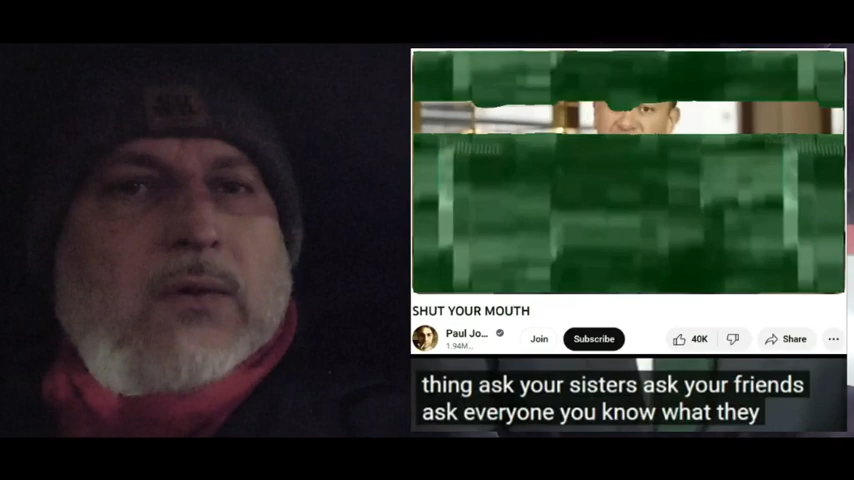 SHUT YOUR MOUTH
Paul Jo...
1.94M...
Join
Subscribe
40K
Share
thing ask your sisters ask your friends
ask everyone you know what they